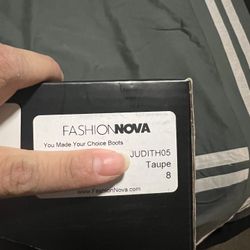 FASHIONNOVA
You Made Your Choice Boots
JUDITH05
Taupe
8
www.FashionNova.com